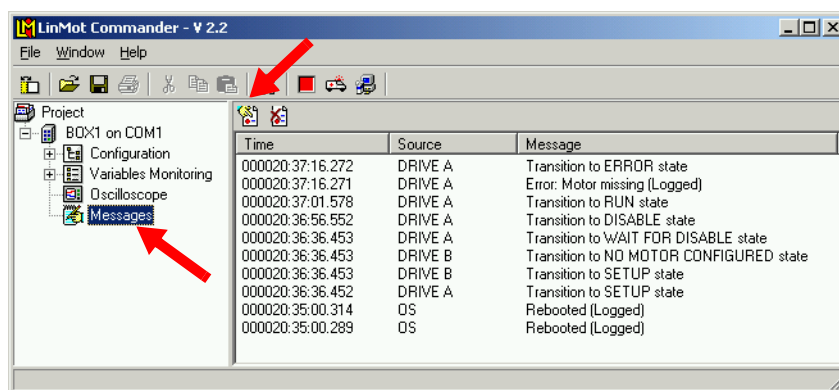 LinMot Commander - V 2.2
File Window Help
Project
BOX1 on COM1
Configuration
Variables Monitoring
Oscilloscope
Messages
Time Source Message
000020:37:16.272 DRIVE A Transition to ERROR state
000020:37:16.271 DRIVE A Error: Motor missing (Logged)
000020:37:01.578 DRIVE A Transition to RUN state
000020:36:56.552 DRIVE A Transition to DISABLE state
000020:36:36.453 DRIVE A Transition to WAIT FOR DISABLE state
000020:36:36.453 DRIVE B Transition to NO MOTOR CONFIGURED state
000020:36:36.453 DRIVE B Transition to SETUP state
000020:36:36.452 DRIVE A Transition to SETUP state
000020:35:00.314 OS Rebooted (Logged)
000020:35:00.289 OS Rebooted (Logged)